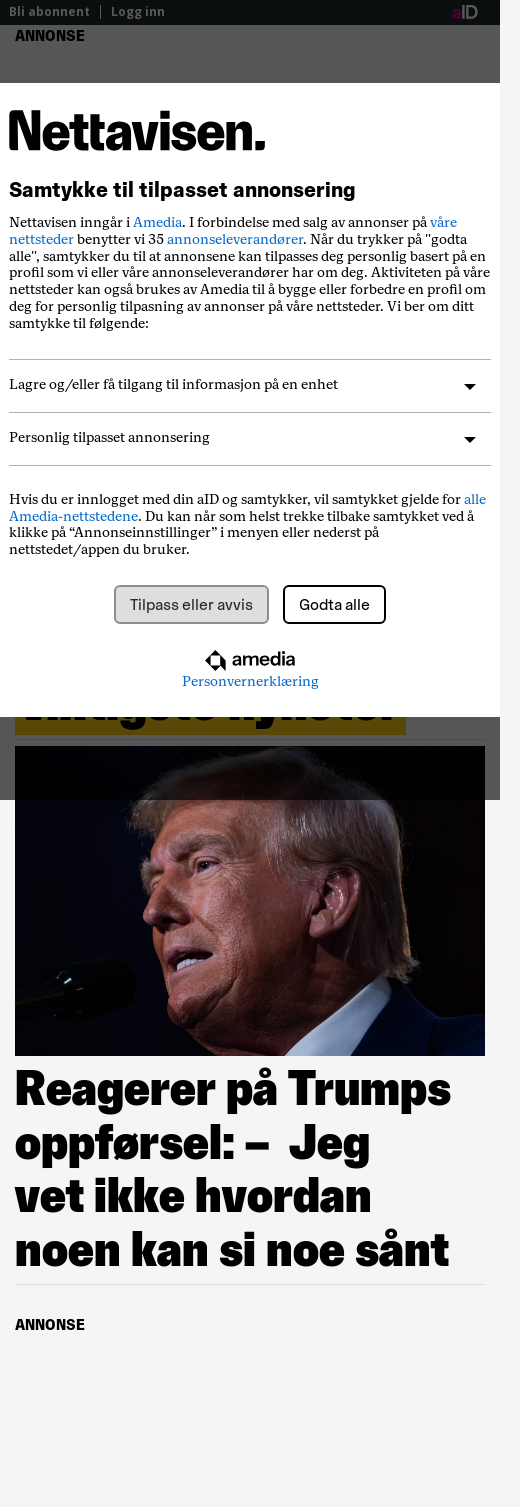 Bli abonnent | Logg inn
aID
ANNONSE
Nettavisen.
Samtykke til tilpasset annonsering
Nettavisen inngår i Amedia. I forbindelse med salg av annonser på våre
nettsteder benytter vi 35 annonseleverandører. Når du trykker på "godta
alle", samtykker du til at annonsene kan tilpasses deg personlig basert på en
profil som vi eller våre annonseleverandører har om deg. Aktiviteten på våre
nettsteder kan også brukes av Amedia til å bygge eller forbedre en profil om
deg for personlig tilpasning av annonser på våre nettsteder. Vi ber om ditt
samtykke til følgende:
Lagre og/eller få tilgang til informasjon på en enhet
Personlig tilpasset annonsering
Hvis du er innlogget med din aID og samtykker, vil samtykket gjelde for alle
Amedia-nettstedene. Du kan når som helst trekke tilbake samtykket ved å
klikke på “Annonseinnstillinger” i menyen eller nederst på
nettstedet/appen du bruker.
Tilpass eller avvis
Godta alle
amedia
Personvernerklæring
Reagerer på Trumps
oppførsel: – Jeg
vet ikke hvordan
noen kan si noe sånt
ANNONSE